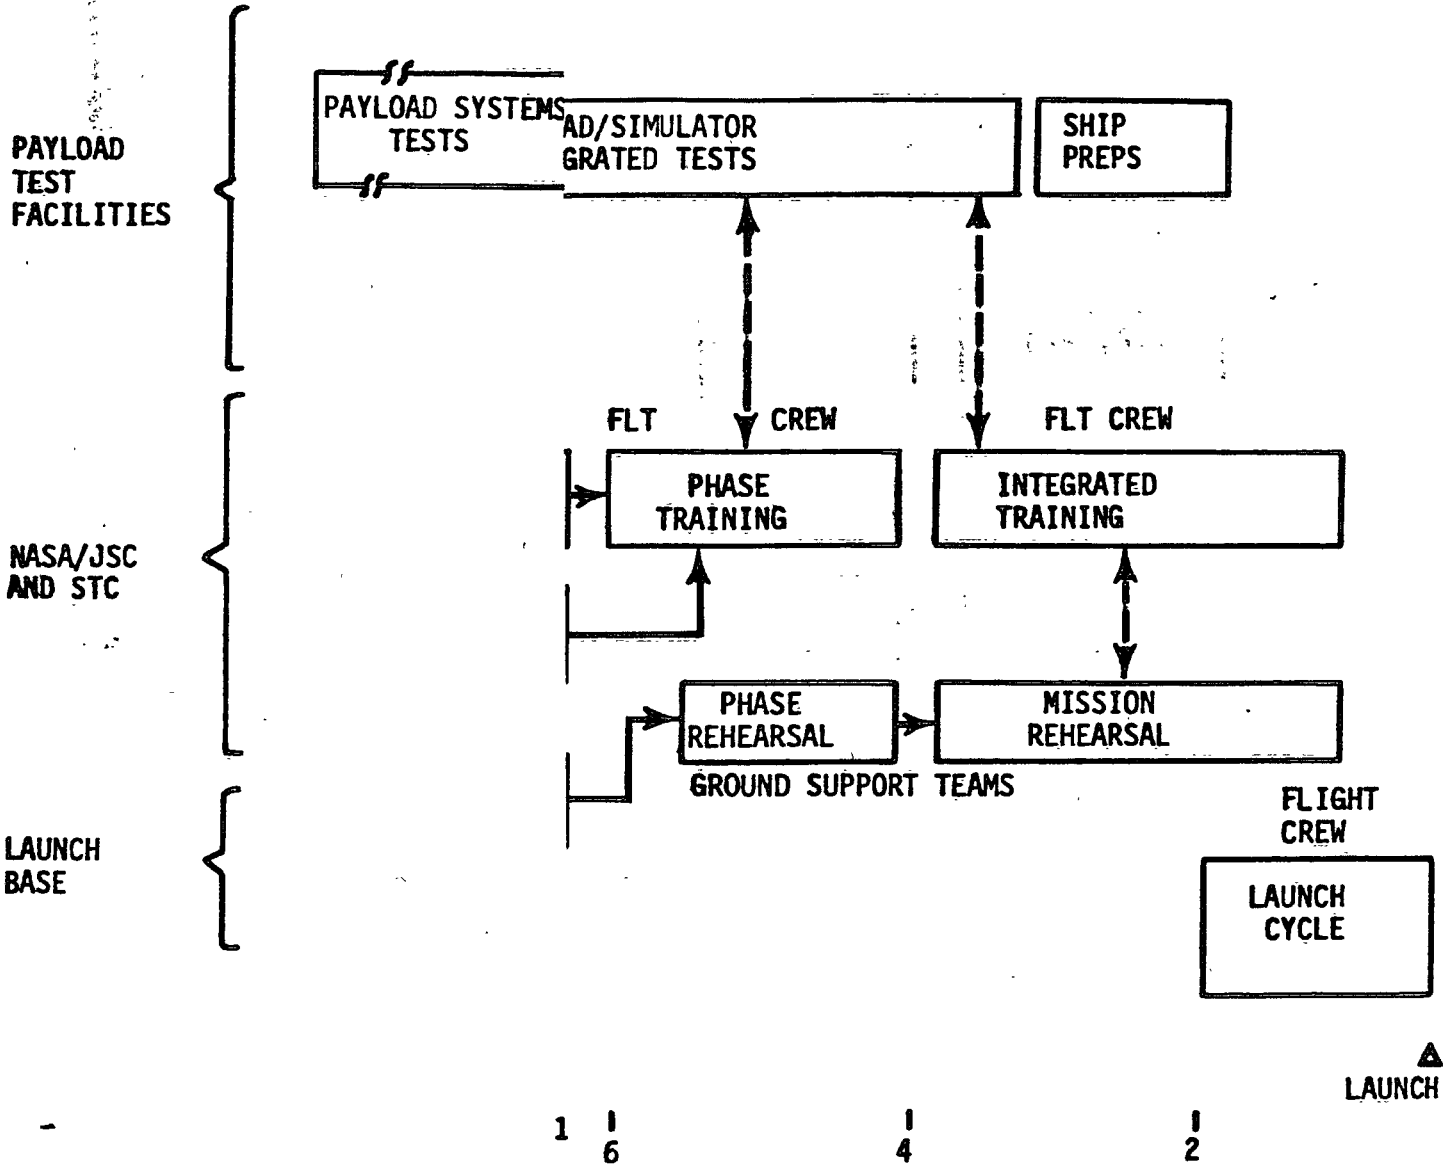 PAYLOAD SYSTEMS
TESTS
AD/SIMULATOR
GRATED TESTS
SHIP
PREPS
PAYLOAD
TEST
FACILITIES
FLT CREW
FLT CREW
PHASE
TRAINING
INTEGRATED
TRAINING
NASA/JSC
AND STC
PHASE
REHEARSAL
MISSION
REHEARSAL
GROUND SUPPORT TEAMS
FLIGHT
CREW
LAUNCH
BASE
LAUNCH
CYCLE
LAUNCH
1
6 4 2